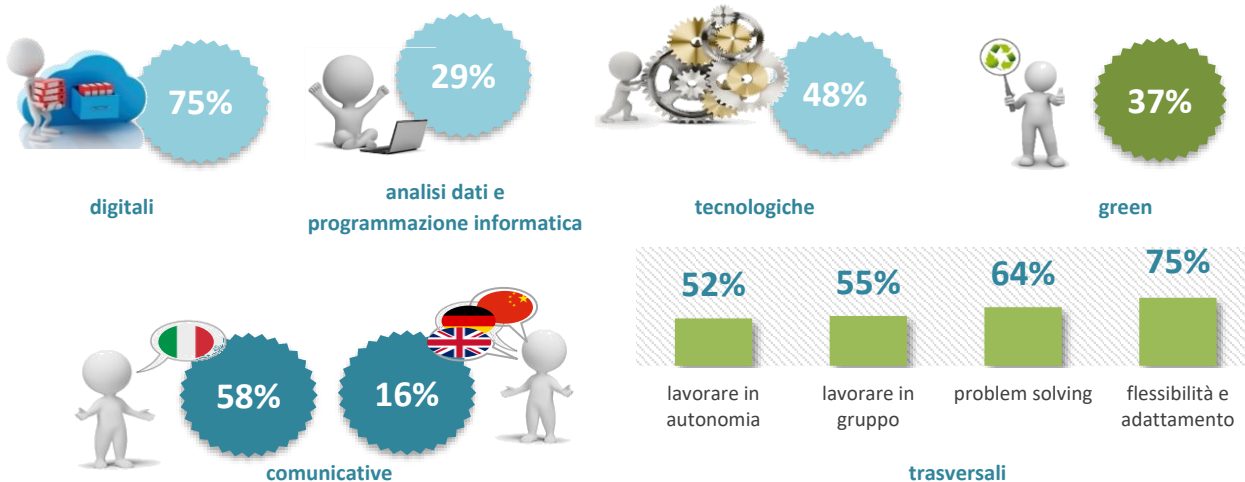 75%
29%
48%
37%
digitali
analisi dati e
programmazione informatica
tecnologiche
green
58%
16%
comunicative
52%
55%
64%
75%
lavorare in
autonomia
lavorare in
gruppo
problem solving
flessibilità e
adattamento
trasversali